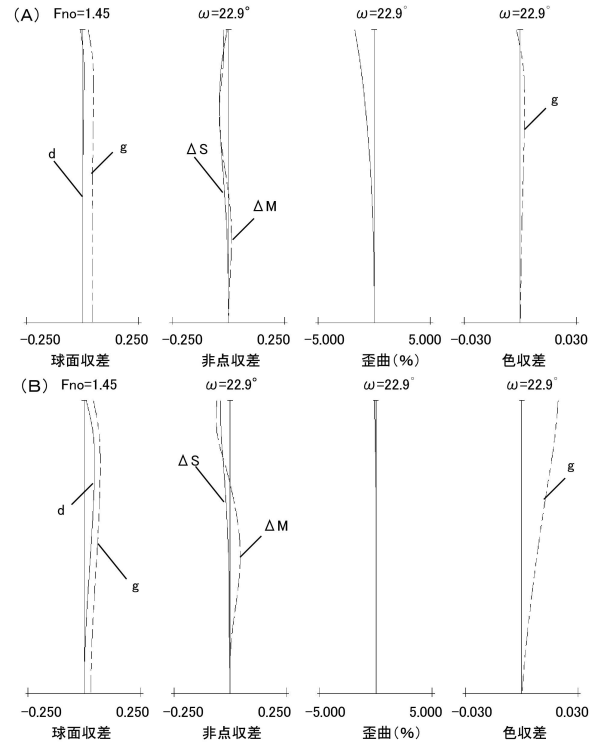 (A) Fno=1.45 ω=22.9° ω=22.9° ω=22.9°
d g ΔS ΔM g
-0.250 0.250 -0.250 0.250 -5.000 5.000 -0.030 0.030
球面収差 非点収差 歪曲(%) 色収差
(B) Fno=1.45 ω=22.9° ω=22.9° ω=22.9°
d g ΔS ΔM g
-0.250 0.250 -0.250 0.250 -5.000 5.000 -0.030 0.030
球面収差 非点収差 歪曲(%) 色収差